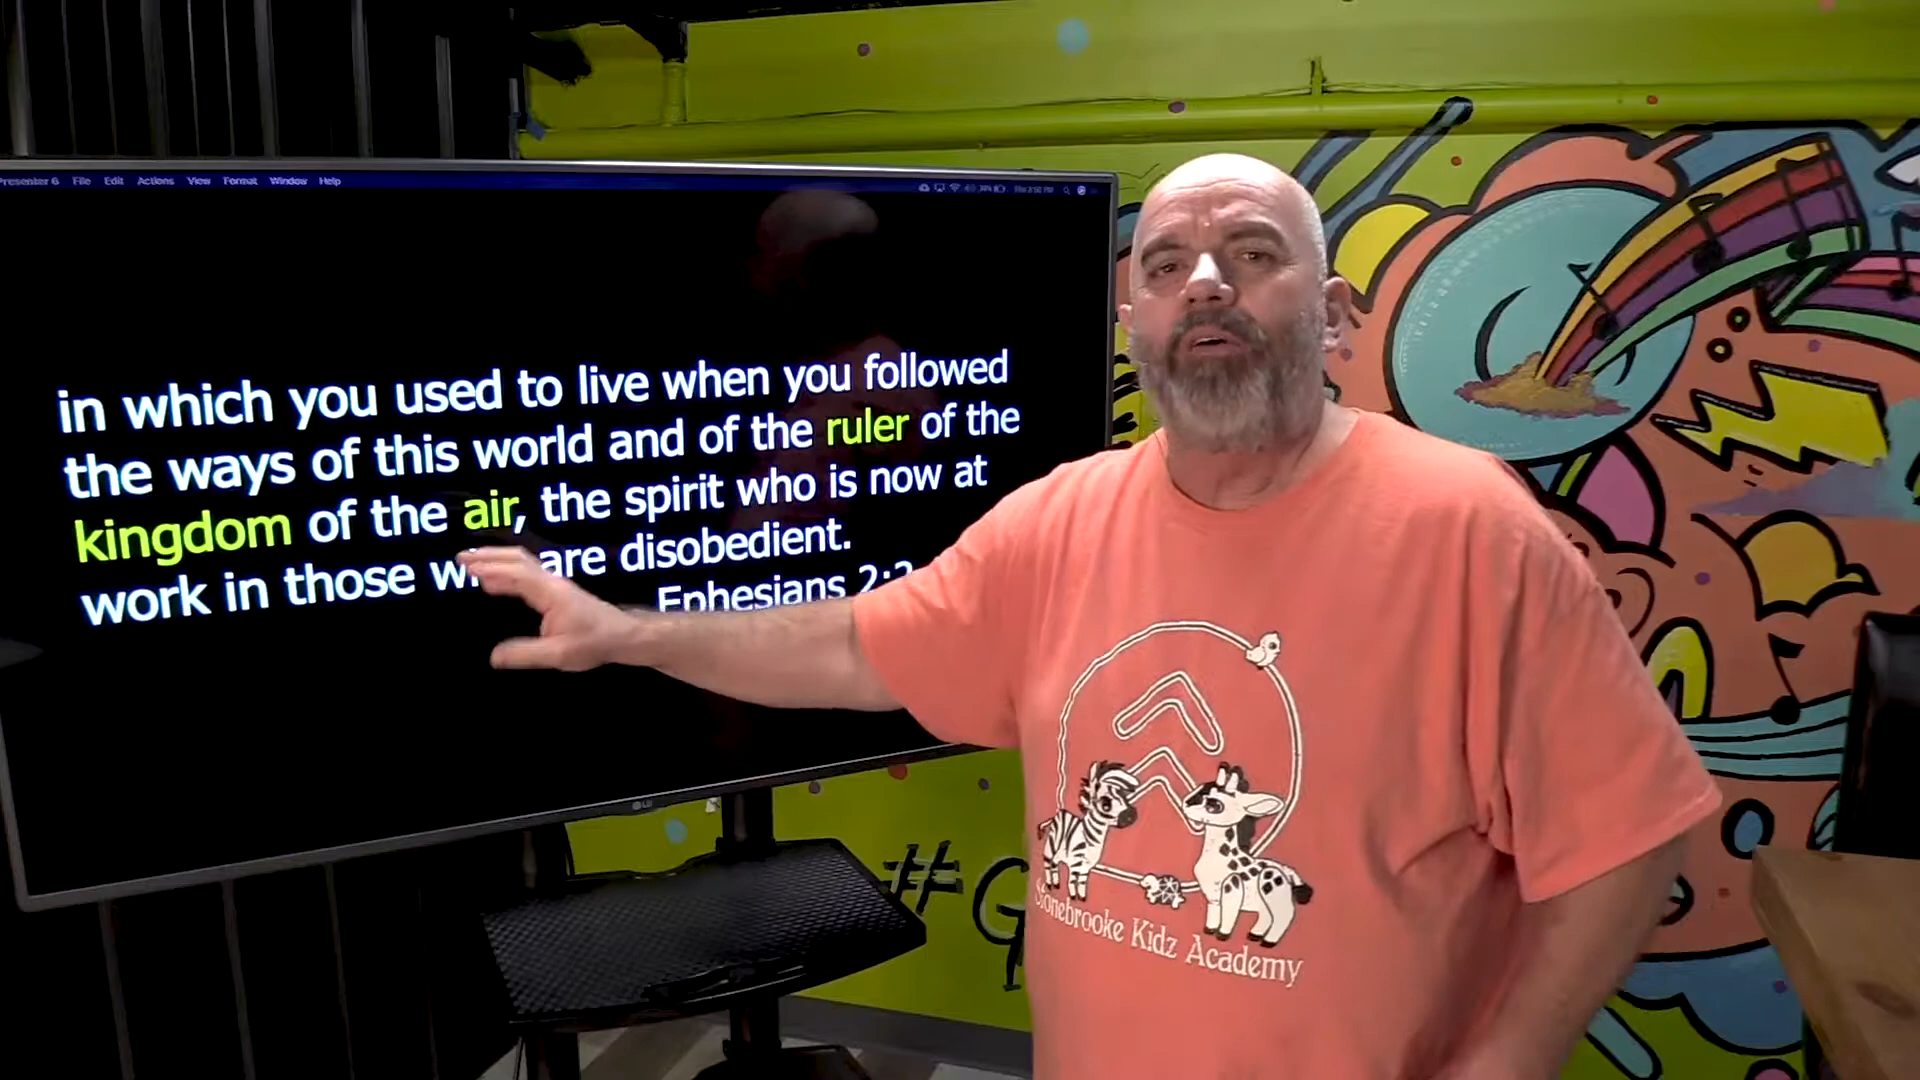 Presenter 6 File Edit Actions View Format Window Help
in which you used to live when you followed
the ways of this world and of the ruler of the
kingdom of the air, the spirit who is now at
work in those are disobedient.
Ephesians 2:2
LG
#G
Stonebrooke Kidz Academy